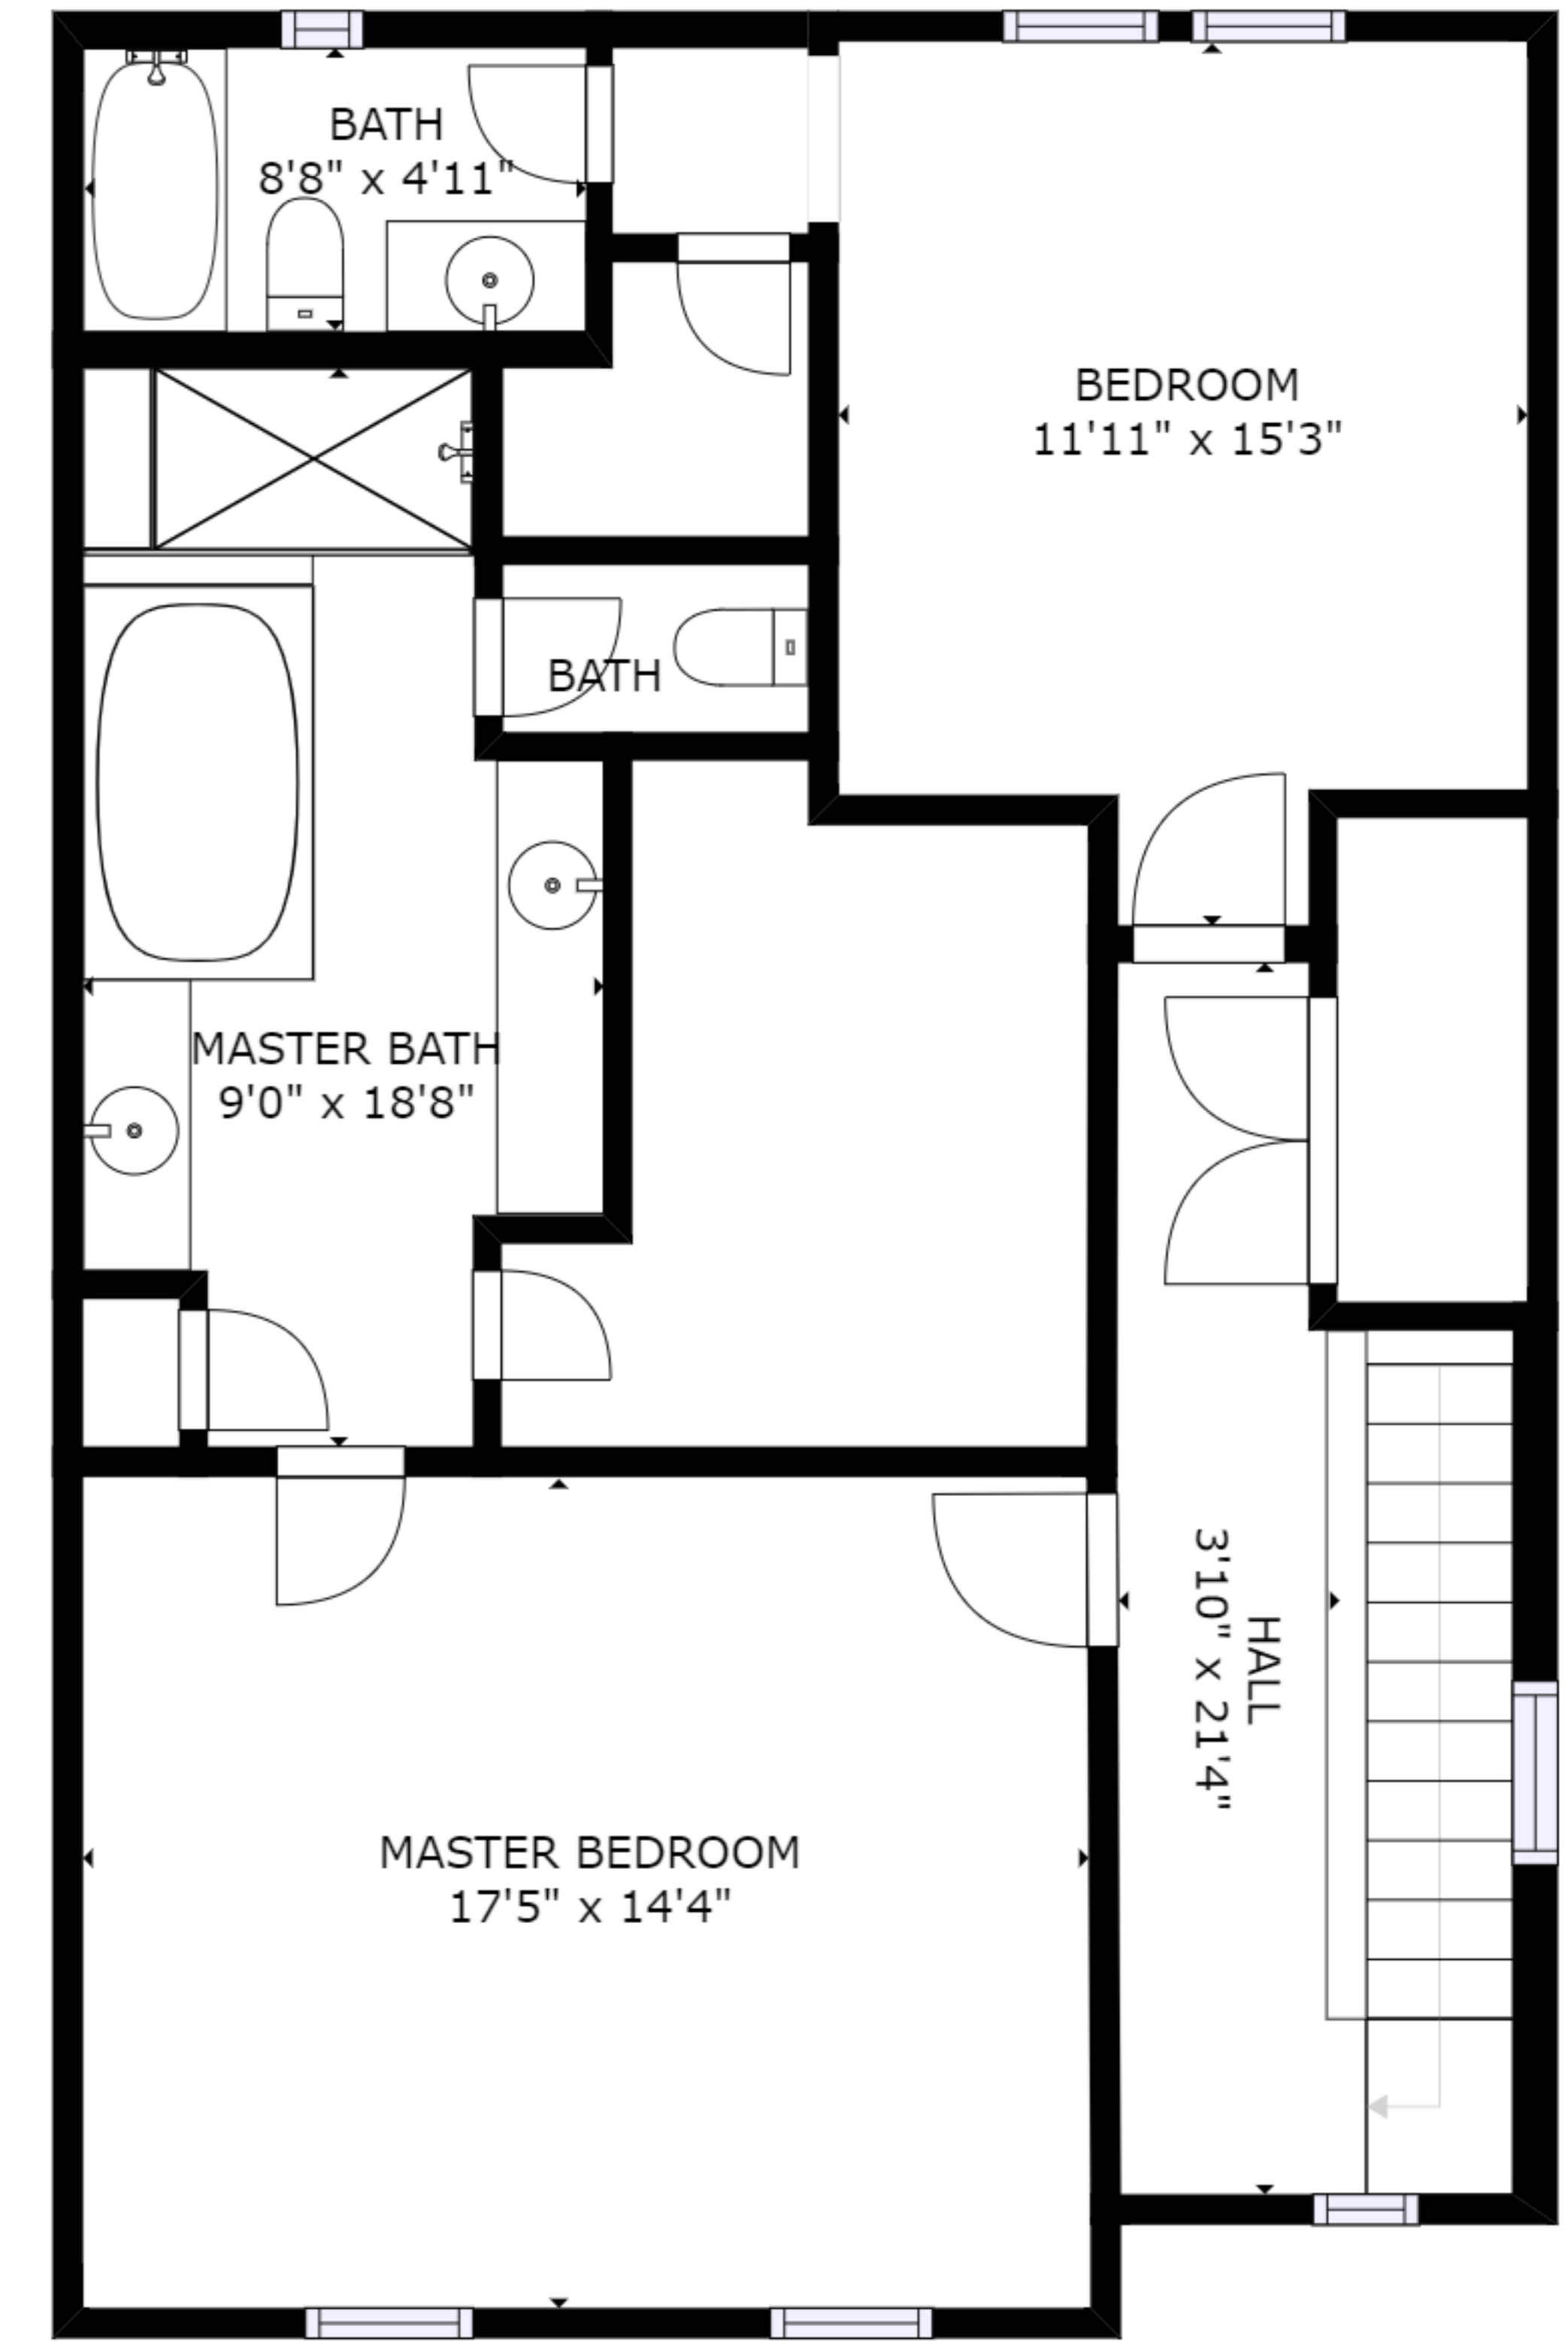 BATH
8'8" x 4'11"
BEDROOM
11'11" x 15'3"
BATH
MASTER BATH
9'0" x 18'8"
HALL
3'10" x 21'4"
MASTER BEDROOM
17'5" x 14'4"